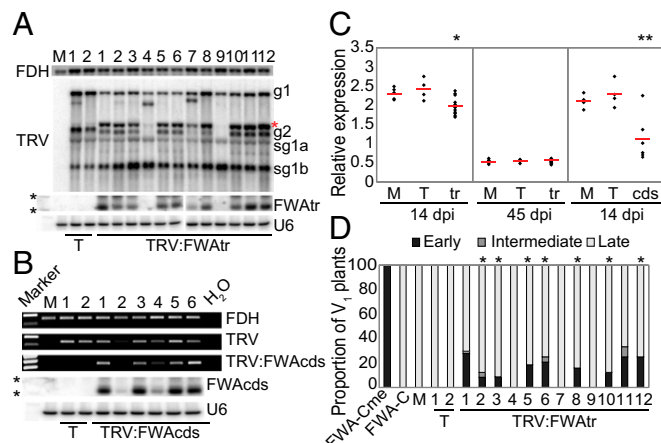 A
M 1 2 1 2 3 4 5 6 7 8 9 10 11 12
FDH
TRV
g1
*
g2
sg1a
sg1b
*
*
FWAtr
U6
T TRV:FWAtr
B
Marker M 1 2 1 2 3 4 5 6 H2O
FDH
TRV
TRV:FWAcds
*
*
FWAcds
U6
T TRV:FWAcds
C
* **
Relative expression
3.5
3
2.5
2
1.5
1
0.5
0
M T tr M T tr M T cds
14 dpi 45 dpi 14 dpi
D
Early Intermediate Late
* * * * * * *
Proportion of V1 plants
100
80
60
40
20
0
FWA-Cme FWA-C M 1 2 1 2 3 4 5 6 7 8 9 10 11 12
T TRV:FWAtr